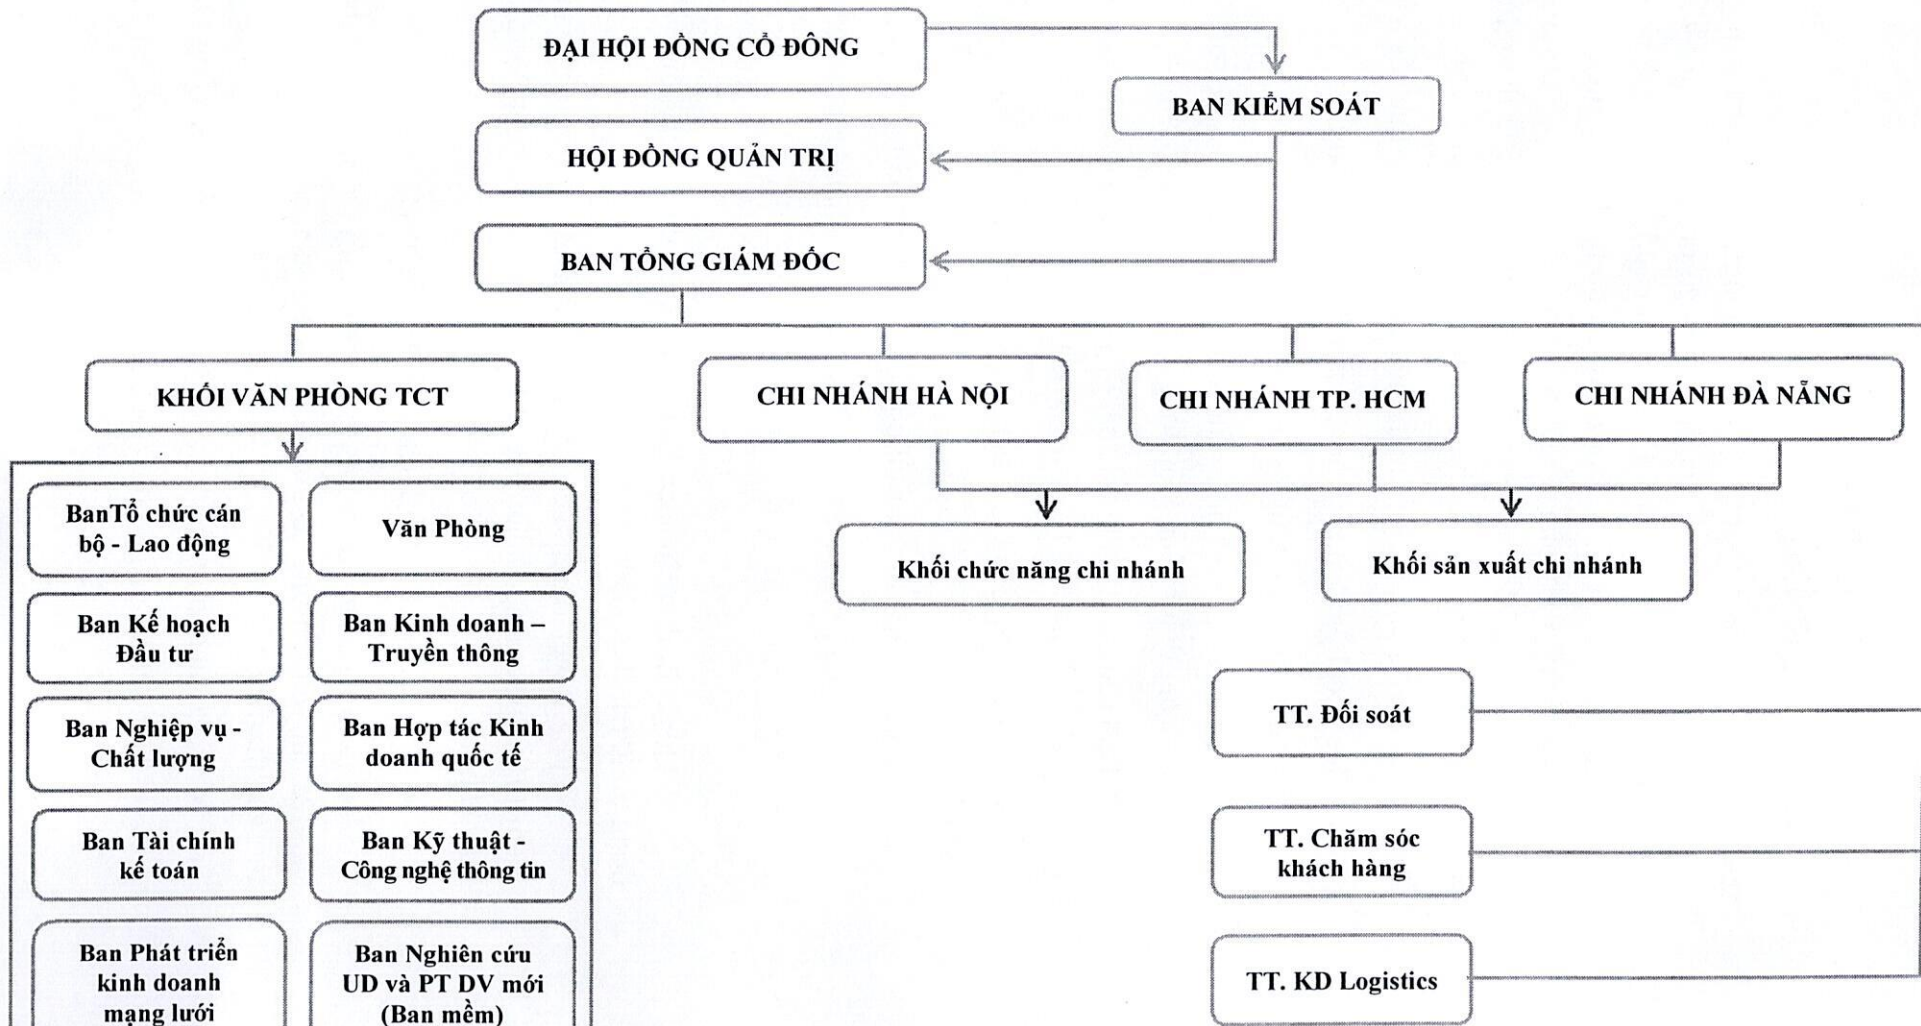 ĐẠI HỘI ĐỒNG CỔ ĐÔNG
BAN KIỂM SOÁT
HỘI ĐỒNG QUẢN TRỊ
BAN TỔNG GIÁM ĐỐC
KHỐI VĂN PHÒNG TCT
CHI NHÁNH HÀ NỘI
CHI NHÁNH TP. HCM
CHI NHÁNH ĐÀ NẴNG
BanTổ chức cán
bộ - Lao động
Văn Phòng
Khối chức năng chi nhánh
Khối sản xuất chi nhánh
Ban Kế hoạch
Đầu tư
Ban Kinh doanh –
Truyền thông
Ban Nghiệp vụ -
Chất lượng
Ban Hợp tác Kinh
doanh quốc tế
Ban Tài chính
kế toán
Ban Kỹ thuật -
Công nghệ thông tin
Ban Phát triển
kinh doanh
mạng lưới
Ban Nghiên cứu
UD và PT DV mới
(Ban mềm)
TT. Đối soát
TT. Chăm sóc
khách hàng
TT. KD Logistics